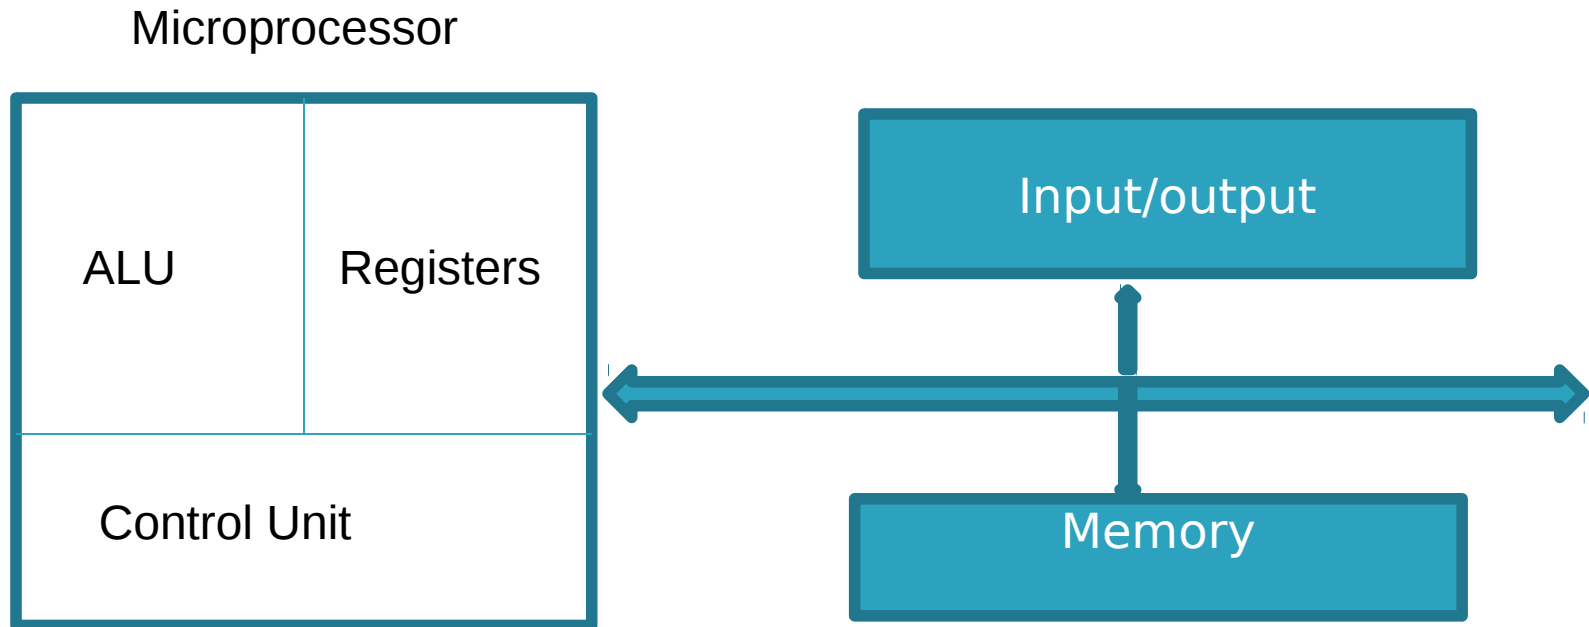 Microprocessor
ALU
Registers
Control Unit
Input/output
Memory